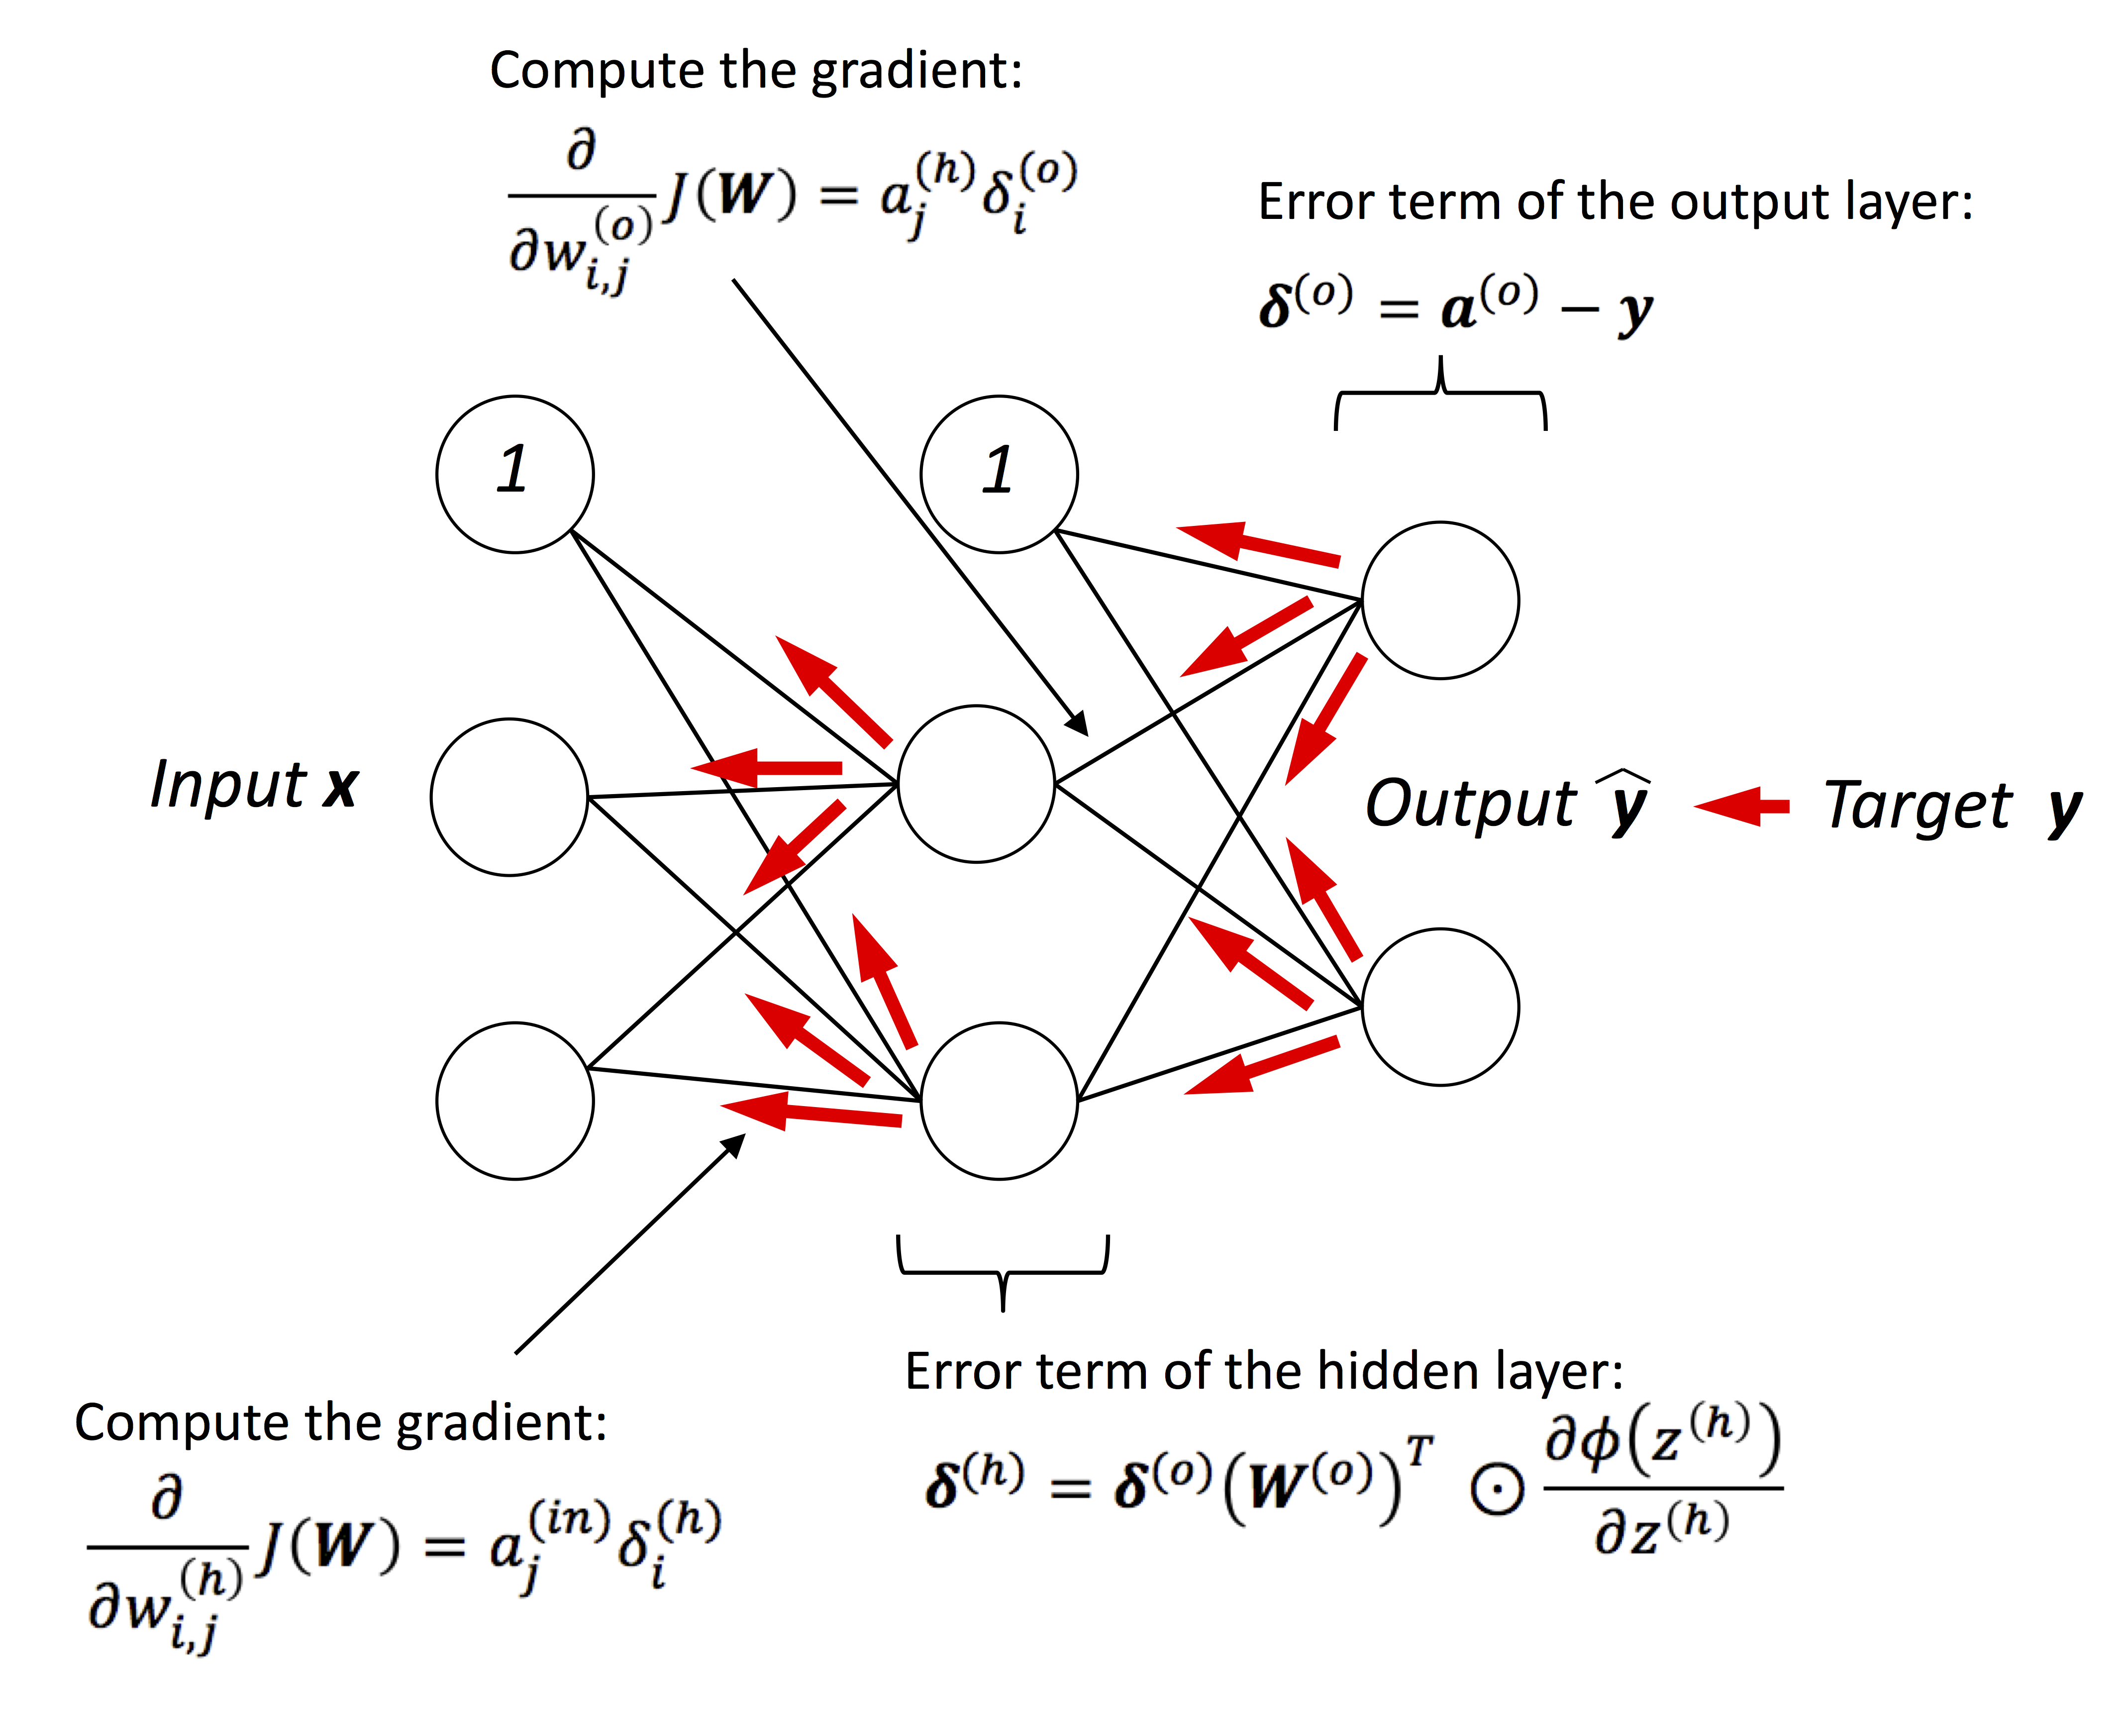 Compute the gradient:
∂/∂w_{i,j}^{(o)} J(W) = a_j^{(h)} δ_i^{(o)}
Error term of the output layer:
δ^{(o)} = a^{(o)} − y
1
1
Input x
Output ŷ
Target y
Error term of the hidden layer:
δ^{(h)} = δ^{(o)} (W^{(o)})^T ⊙ ∂ϕ(z^{(h)})/∂z^{(h)}
Compute the gradient:
∂/∂w_{i,j}^{(h)} J(W) = a_j^{(in)} δ_i^{(h)}